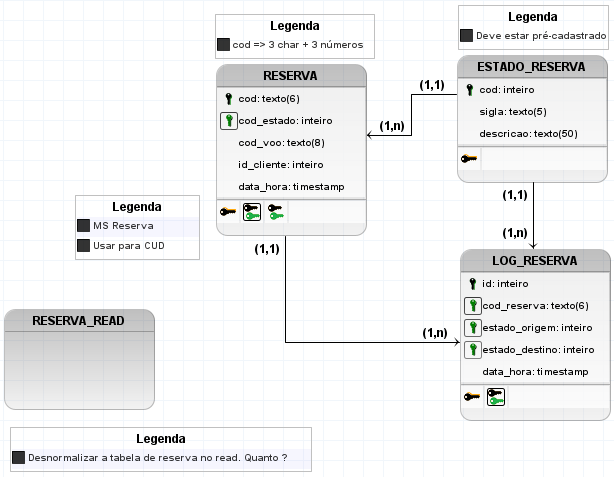 Legenda
cod => 3 char + 3 números
Legenda
Deve estar pré-cadastrado
RESERVA
cod: texto(6)
cod_estado: inteiro
cod_voo: texto(8)
id_cliente: inteiro
data_hora: timestamp
(1,1)
(1,n)
ESTADO_RESERVA
cod: inteiro
sigla: texto(5)
descricao: texto(50)
(1,1)
(1,n)
Legenda
MS Reserva
Usar para CUD
(1,1)
(1,n)
LOG_RESERVA
id: inteiro
cod_reserva: texto(6)
estado_origem: inteiro
estado_destino: inteiro
data_hora: timestamp
RESERVA_READ
Legenda
Desnormalizar a tabela de reserva no read. Quanto ?